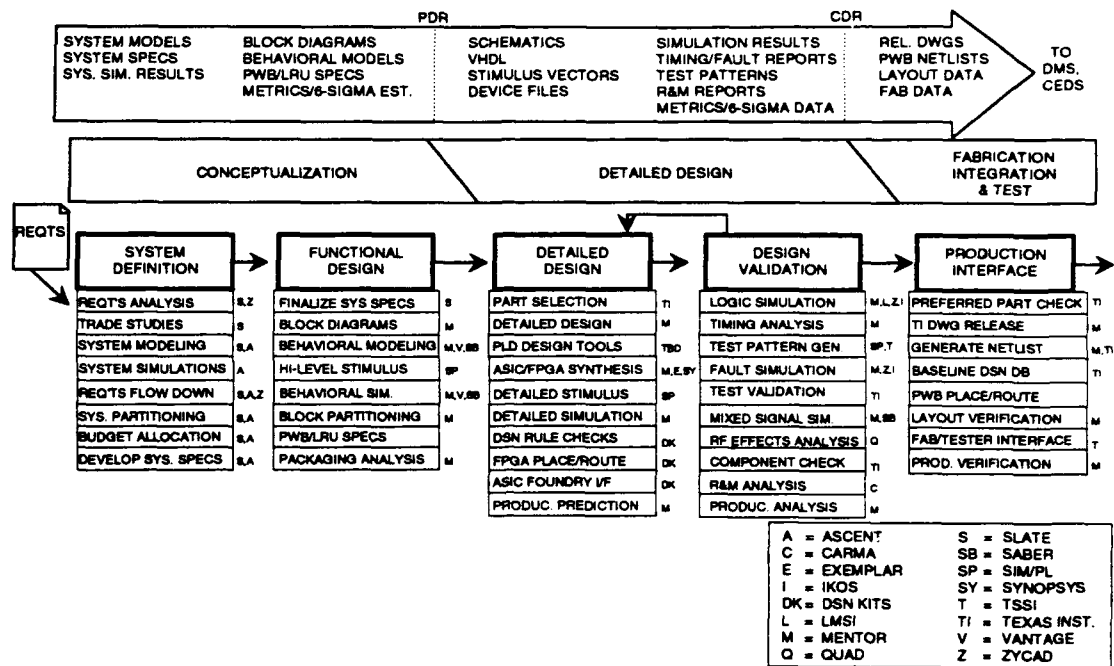 PDR
CDR
SYSTEM MODELS
SYSTEM SPECS
SYS. SIM. RESULTS
BLOCK DIAGRAMS
BEHAVIORAL MODELS
PWB/LRU SPECS
METRICS/6-SIGMA EST.
SCHEMATICS
VHDL
STIMULUS VECTORS
DEVICE FILES
SIMULATION RESULTS
TIMING/FAULT REPORTS
TEST PATTERNS
R&M REPORTS
METRICS/6-SIGMA DATA
REL. DWGS
PWB NETLISTS
LAYOUT DATA
FAB DATA
TO
DMS,
CEDS
CONCEPTUALIZATION
DETAILED DESIGN
FABRICATION
INTEGRATION
& TEST
REQTS
SYSTEM
DEFINITION
REQT'S ANALYSIS S,Z
TRADE STUDIES S
SYSTEM MODELING S,A
SYSTEM SIMULATIONS A
REQTS FLOW DOWN S,A,Z
SYS. PARTITIONING S,A
BUDGET ALLOCATION S,A
DEVELOP SYS. SPECS S,A
FUNCTIONAL
DESIGN
FINALIZE SYS SPECS S
BLOCK DIAGRAMS M
BEHAVIORAL MODELING M,V,SB
HI-LEVEL STIMULUS SP
BEHAVIORAL SIM. M,V,SB
BLOCK PARTITIONING M
PWB/LRU SPECS
PACKAGING ANALYSIS M
DETAILED
DESIGN
PART SELECTION TI
DETAILED DESIGN M
PLD DESIGN TOOLS TBD
ASIC/FPGA SYNTHESIS M,E,SY
DETAILED STIMULUS SP
DETAILED SIMULATION M
DSN RULE CHECKS DK
FPGA PLACE/ROUTE DK
ASIC FOUNDRY I/F DK
PRODUC. PREDICTION M
DESIGN
VALIDATION
LOGIC SIMULATION M,L,Z,I
TIMING ANALYSIS M
TEST PATTERN GEN. SP,T
FAULT SIMULATION M,Z,I
TEST VALIDATION TI
MIXED SIGNAL SIM. M,SB
RF EFFECTS ANALYSIS Q
COMPONENT CHECK TI
R&M ANALYSIS C
PRODUC. ANALYSIS M
PRODUCTION
INTERFACE
PREFERRED PART CHECK TI
TI DWG RELEASE M
GENERATE NETLIST M,TI
BASELINE DSN DB TI
PWB PLACE/ROUTE
LAYOUT VERIFICATION M
FAB/TESTER INTERFACE T
PROD. VERIFICATION M
A = ASCENT
C = CARMA
E = EXEMPLAR
I = IKOS
DK = DSN KITS
L = LMSI
M = MENTOR
Q = QUAD
S = SLATE
SB = SABER
SP = SIM/PL
SY = SYNOPSYS
T = TSSI
TI = TEXAS INST.
V = VANTAGE
Z = ZYCAD